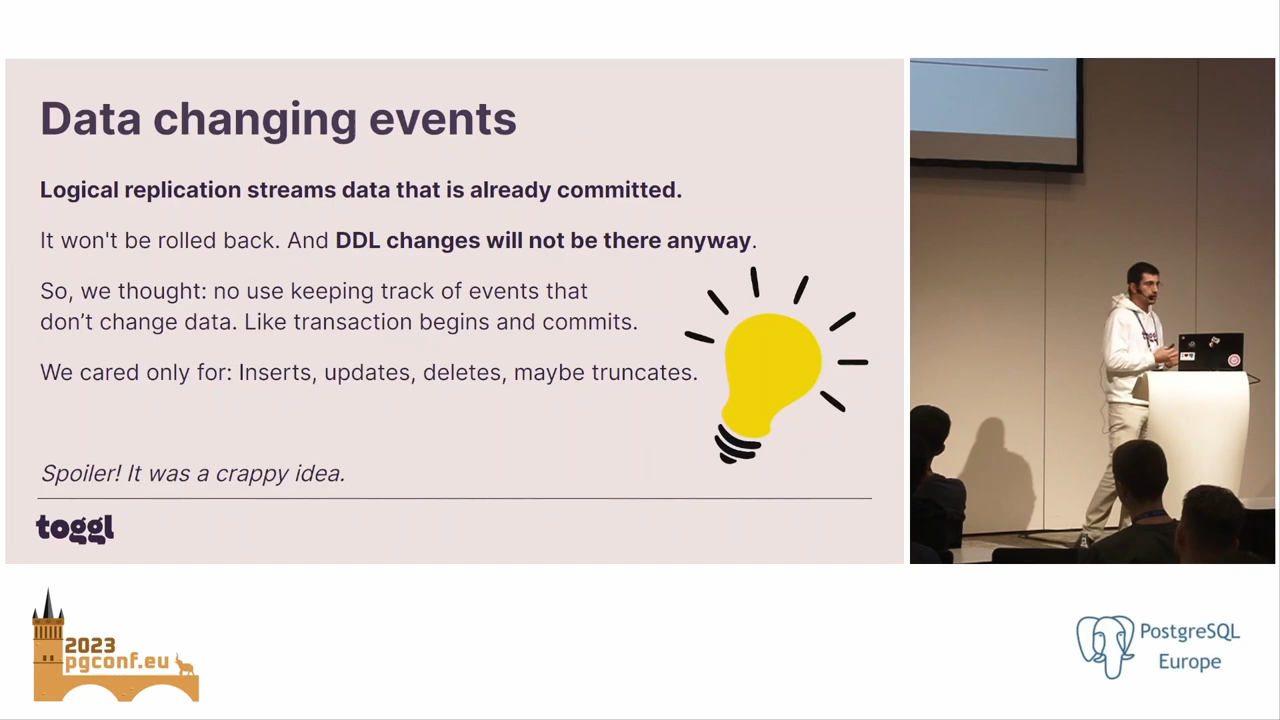 Data changing events
Logical replication streams data that is already committed.
It won't be rolled back. And DDL changes will not be there anyway.
So, we thought: no use keeping track of events that
don’t change data. Like transaction begins and commits.
We cared only for: Inserts, updates, deletes, maybe truncates.
Spoiler! It was a crappy idea.
toggl
2023
pgconf.eu
PostgreSQL
Europe